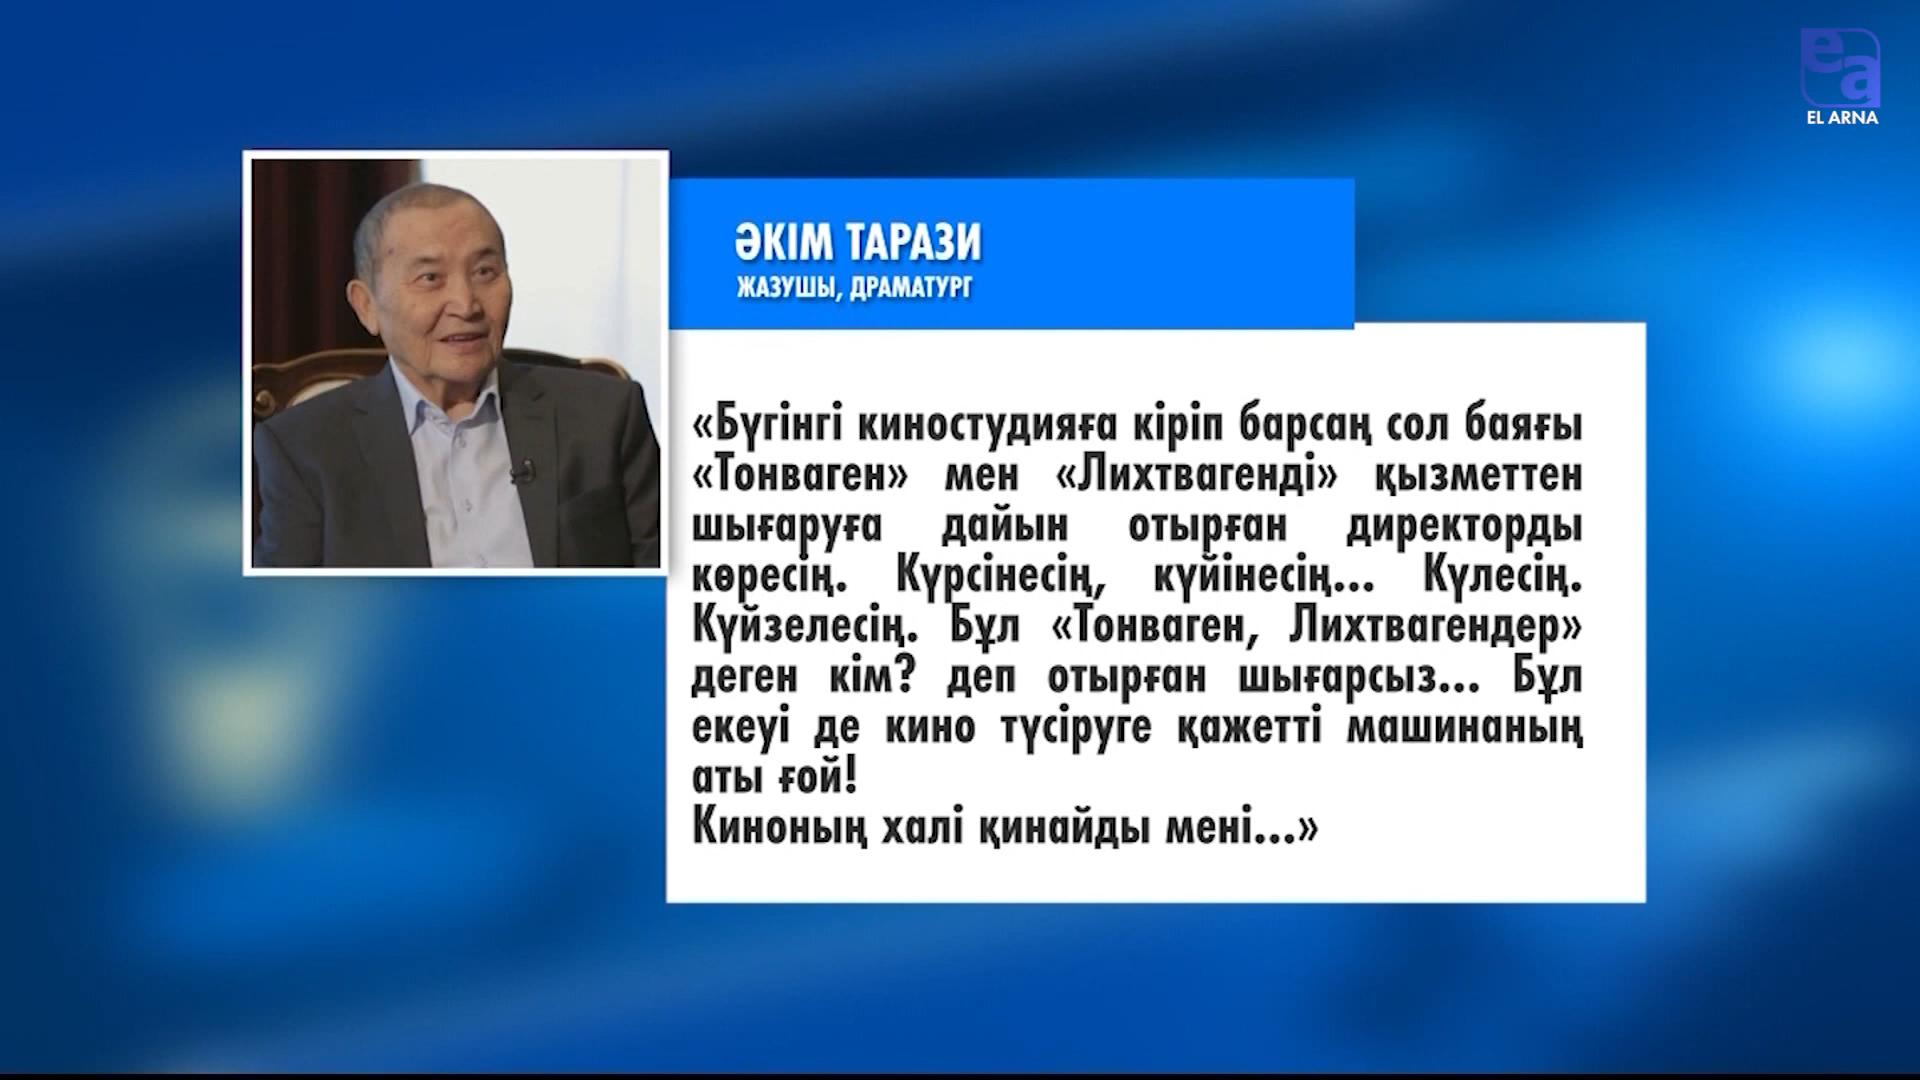 ea
EL ARNA
ӘКІМ ТАРАЗИ
ЖАЗУШЫ, ДРАМАТУРГ
«Бүгінгі киностудияға кіріп барсаң сол баяғы
«Тонваген» мен «Лихтвагенді» қызметтен
шығаруға дайын отырған директорды
көресің. Күрсінесің, күйінесің... Күлесің.
Күйзелесің. Бұл «Тонваген, Лихтвагендер»
деген кім? деп отырған шығарсыз... Бұл
екеуі де кино түсіруге қажетті машинаның
аты ғой!
Киноның халі қинайды мені...»